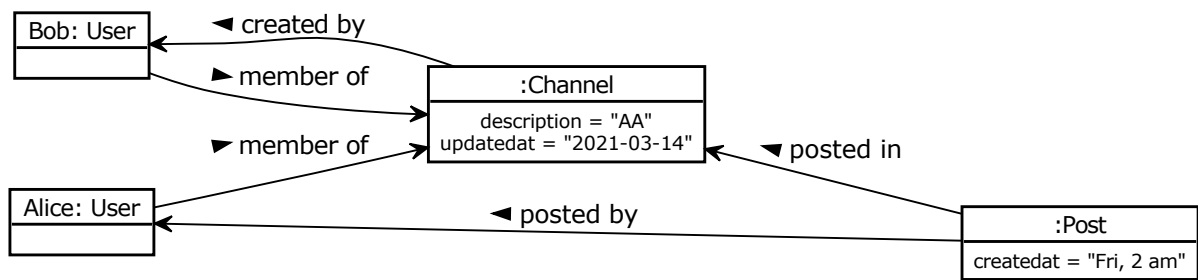 Bob: User
◄ created by
► member of
:Channel
description = "AA"
updatedat = "2021-03-14"
► member of
◄ posted in
Alice: User
◄ posted by
:Post
createdat = "Fri, 2 am"